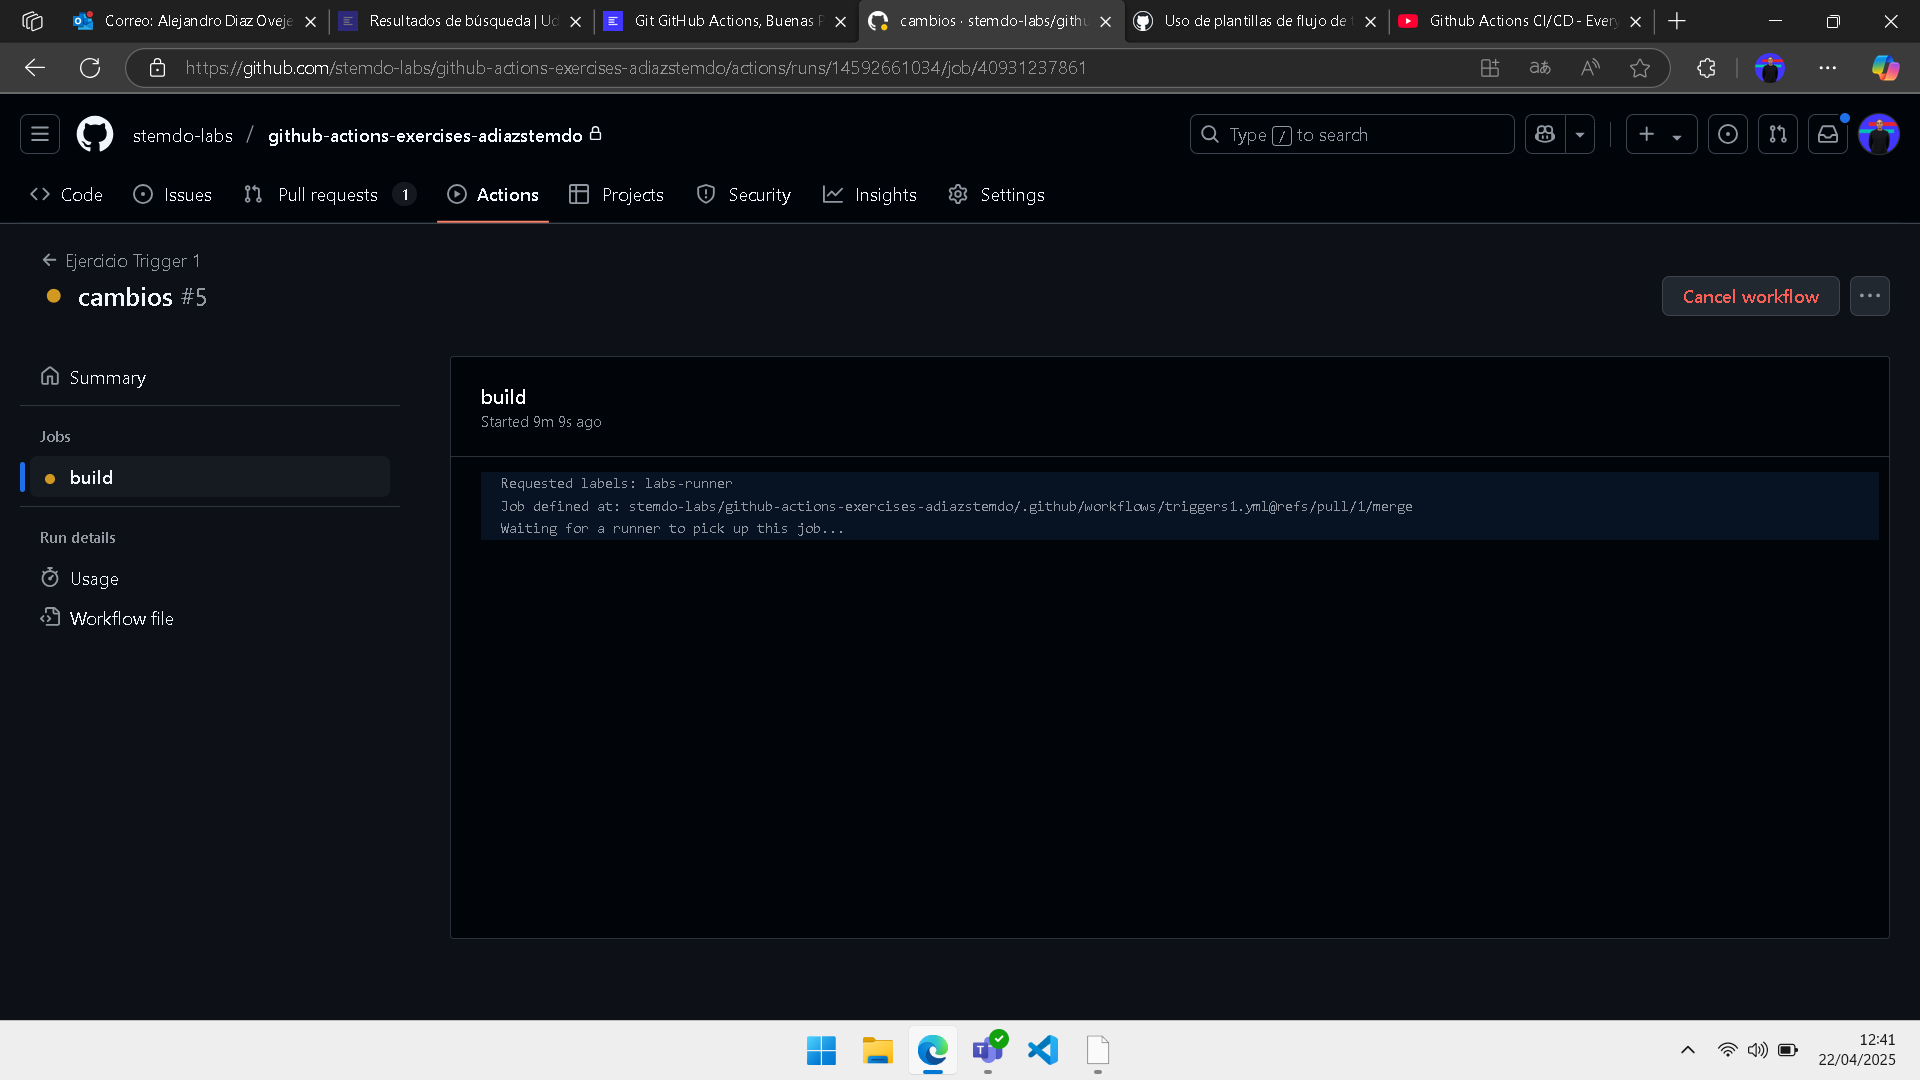 Correo: Alejandro Diaz Oveje
Resultados de búsqueda | Ud
Git GitHub Actions, Buenas P
cambios · stemdo-labs/githu
Uso de plantillas de flujo de t
Github Actions CI/CD - Every
https://github.com/stemdo-labs/github-actions-exercises-adiazstemdo/actions/runs/14592661034/job/40931237861
stemdo-labs / github-actions-exercises-adiazstemdo
Type / to search
Code
Issues
Pull requests 1
Actions
Projects
Security
Insights
Settings
Ejercicio Trigger 1
cambios #5
Cancel workflow
Summary
Jobs
build
Run details
Usage
Workflow file
build
Started 9m 9s ago
Requested labels: labs-runner
Job defined at: stemdo-labs/github-actions-exercises-adiazstemdo/.github/workflows/triggers1.yml@refs/pull/1/merge
Waiting for a runner to pick up this job...
12:41
22/04/2025